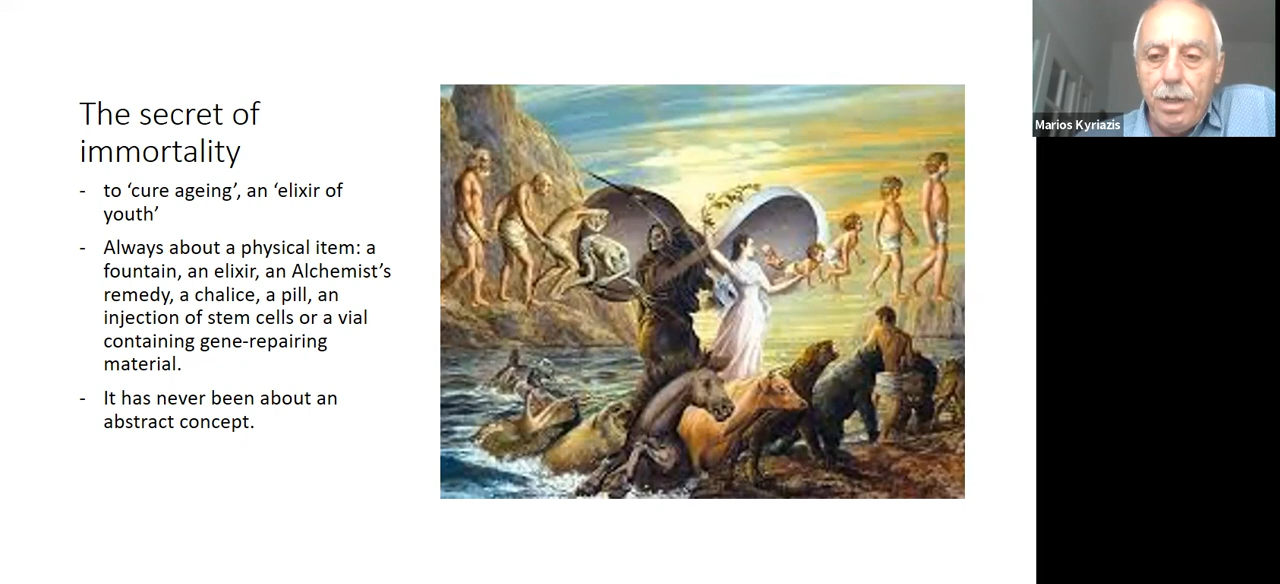 The secret of
immortality
- to ‘cure ageing’, an ‘elixir of
youth’
- Always about a physical item: a
fountain, an elixir, an Alchemist’s
remedy, a chalice, a pill, an
injection of stem cells or a vial
containing gene-repairing
material.
- It has never been about an
abstract concept.
Marios Kyriazis